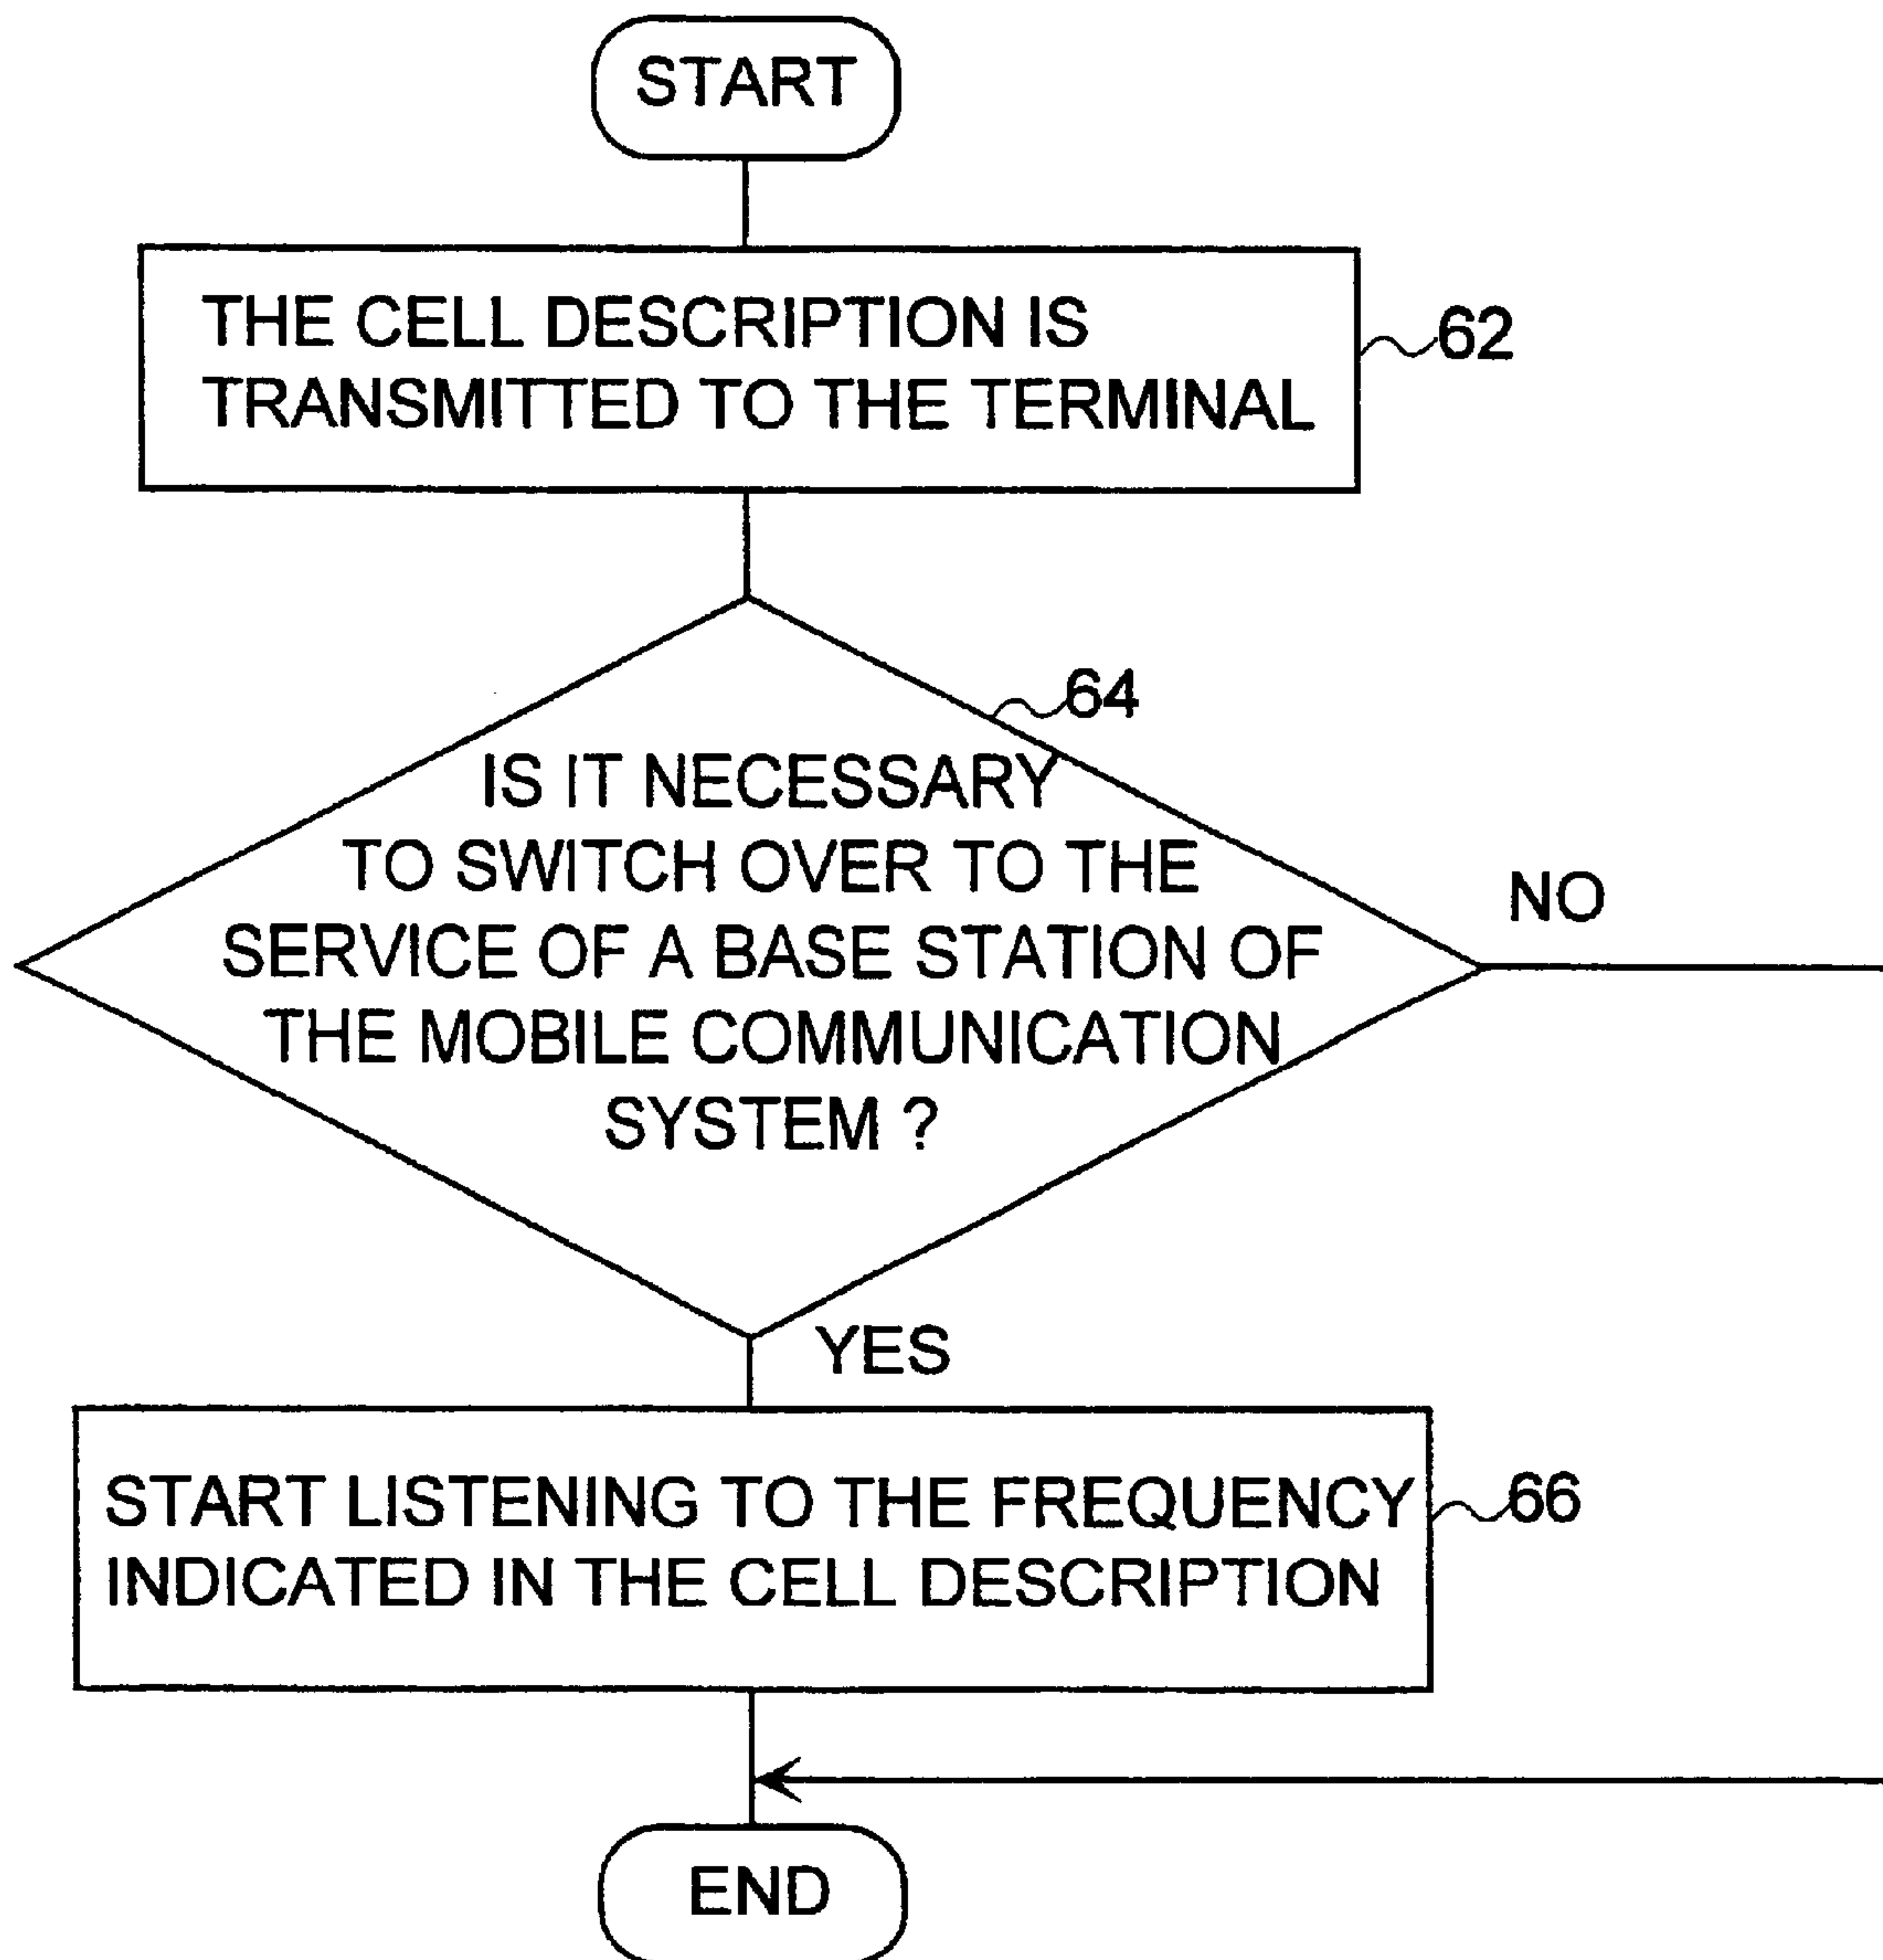 START
THE CELL DESCRIPTION IS
TRANSMITTED TO THE TERMINAL
62
64
IS IT NECESSARY
TO SWITCH OVER TO THE
SERVICE OF A BASE STATION OF
THE MOBILE COMMUNICATION
SYSTEM ?
NO
YES
START LISTENING TO THE FREQUENCY
INDICATED IN THE CELL DESCRIPTION
66
END